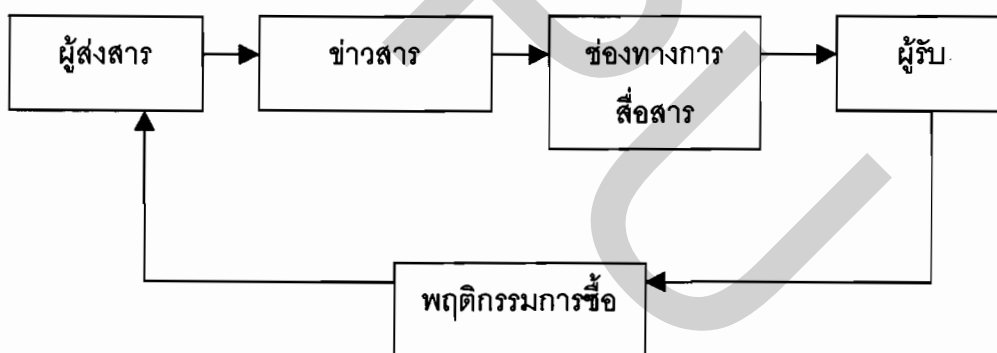 ผู้ส่งสาร
ข่าวสาร
ช่องทางการ
สื่อสาร
ผู้รับ
พฤติกรรมการซื้อ